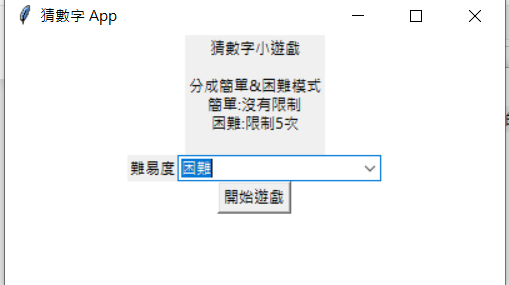 猜數字 App
猜數字小遊戲
分成簡單&困難模式
簡單:沒有限制
困難:限制5次
難易度 困難
開始遊戲